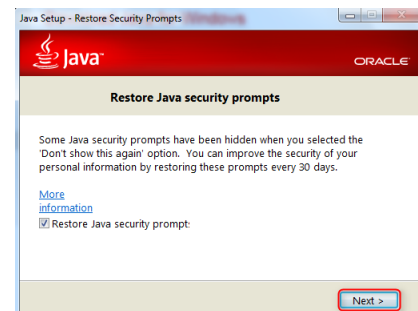 Java Setup - Restore Security Prompts
Java™
ORACLE
Restore Java security prompts
Some Java security prompts have been hidden when you selected the
'Don't show this again' option. You can improve the security of your
personal information by restoring these prompts every 30 days.
More
information
Restore Java security prompt:
Next >